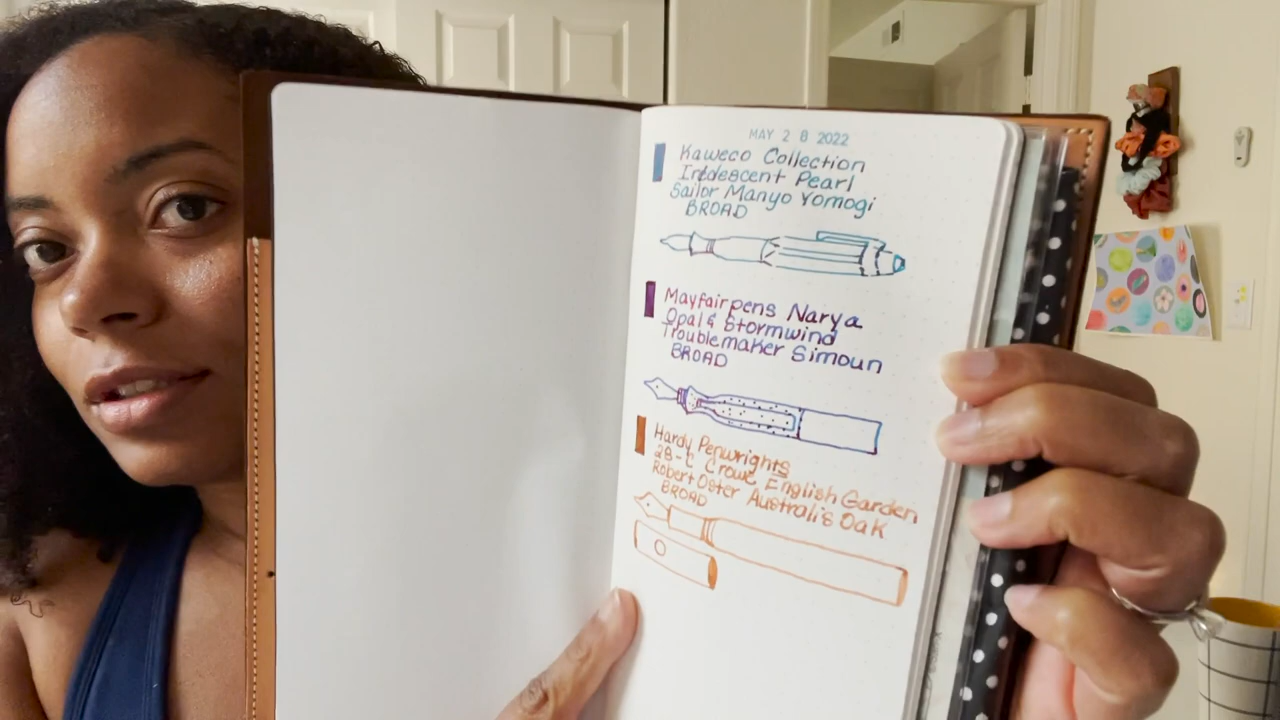 MAY 2 8 2022
Kaweco Collection
Iridescent Pearl
Sailor Manyo Yomogi
BROAD
Mayfairpens Narya
Opal & Stormwind
Troublemaker Simoun
BROAD
Hardy Penwrights
28-C Crowe, English Garden
Robert Oster Australis Oak
BROAD